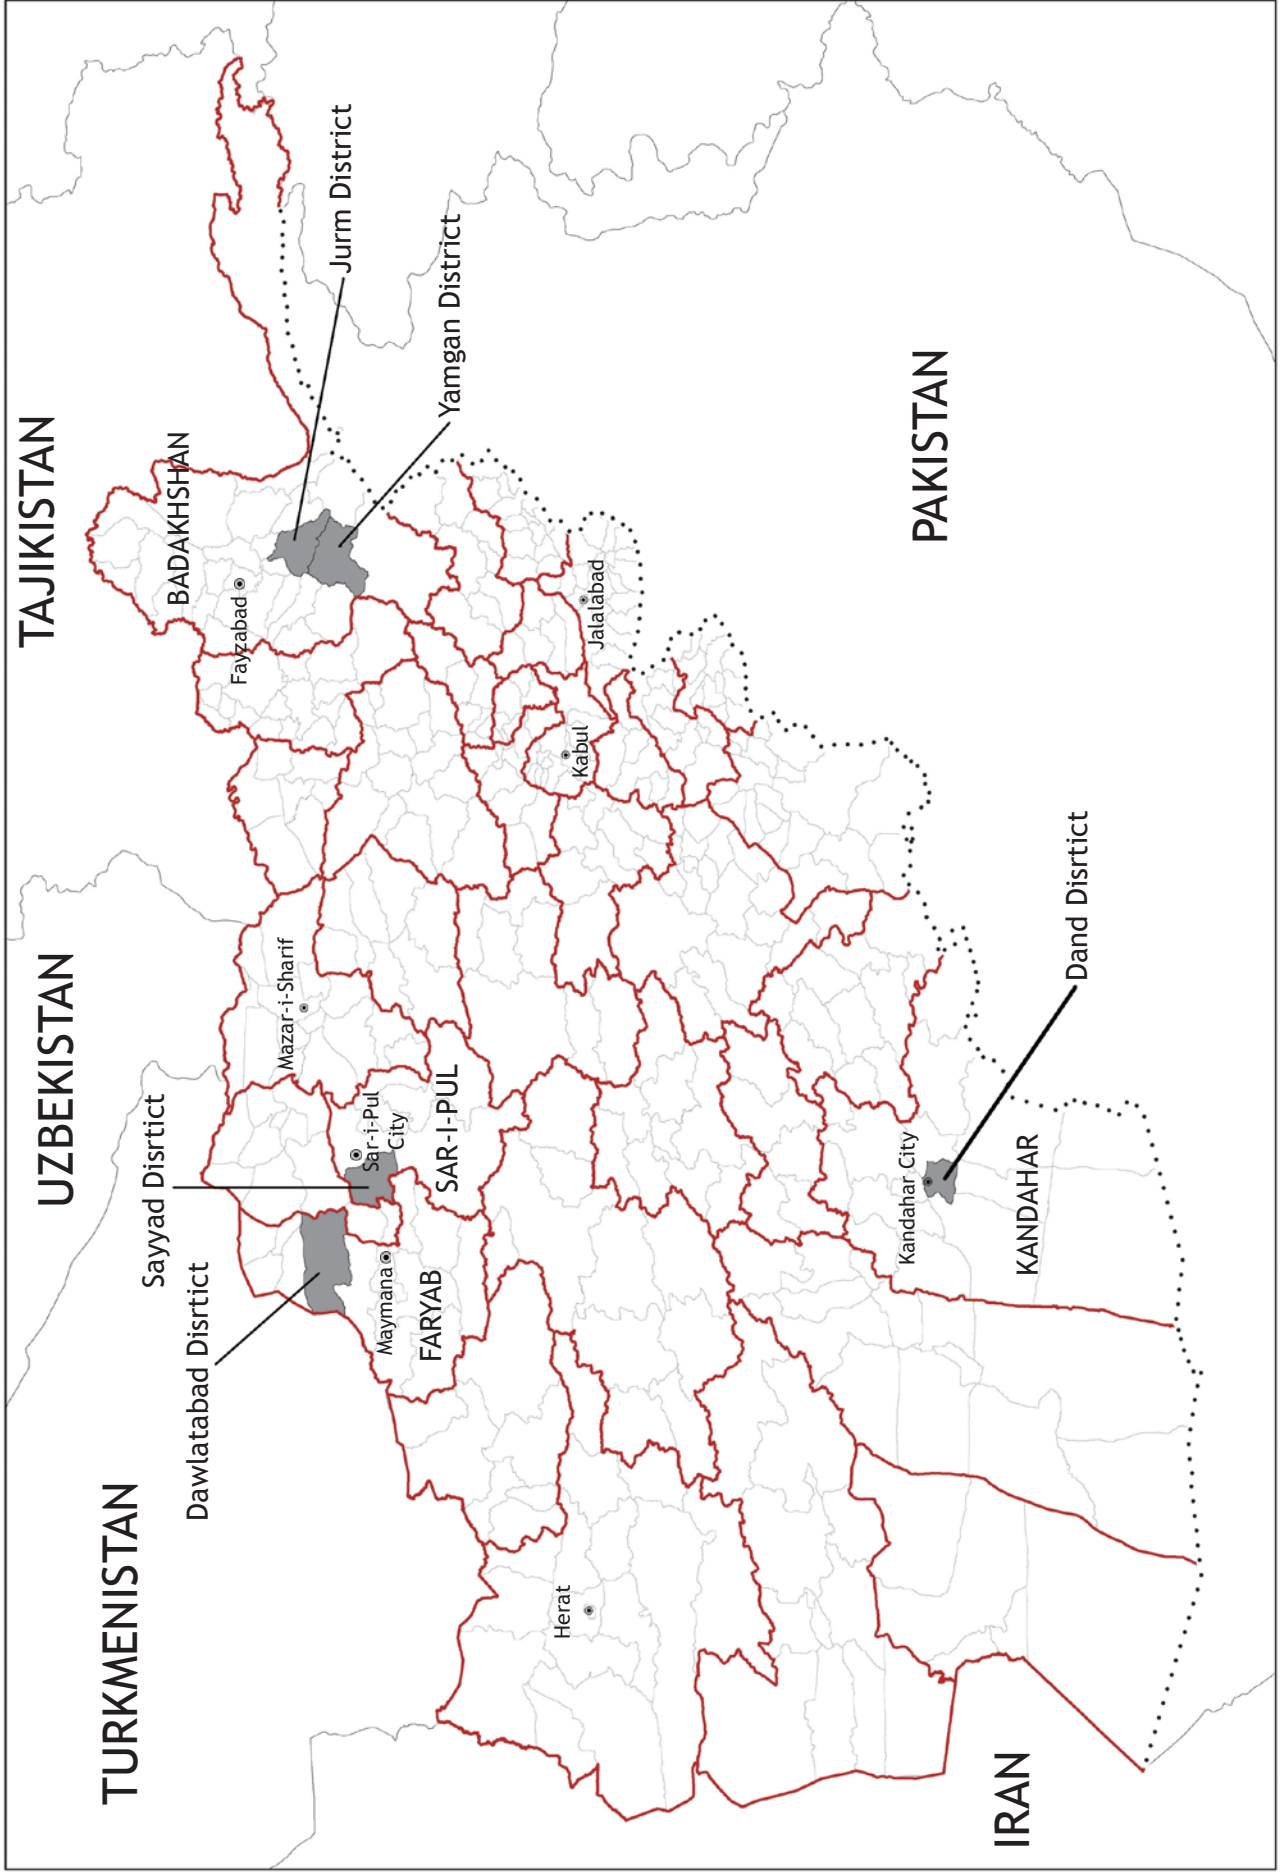 TURKMENISTAN
UZBEKISTAN
TAJIKISTAN
Dawlatabad Disrtict
Sayyad Disrtict
BADAKHSHAN
Fayzabad
Jurm District
Yamgan District
Mazar-i-Sharif
Sar-i-Pul
City
SAR-I-PUL
Maymana
FARYAB
Herat
Kabul
Jalalabad
Kandahar City
KANDAHAR
Dand Disrtict
PAKISTAN
IRAN